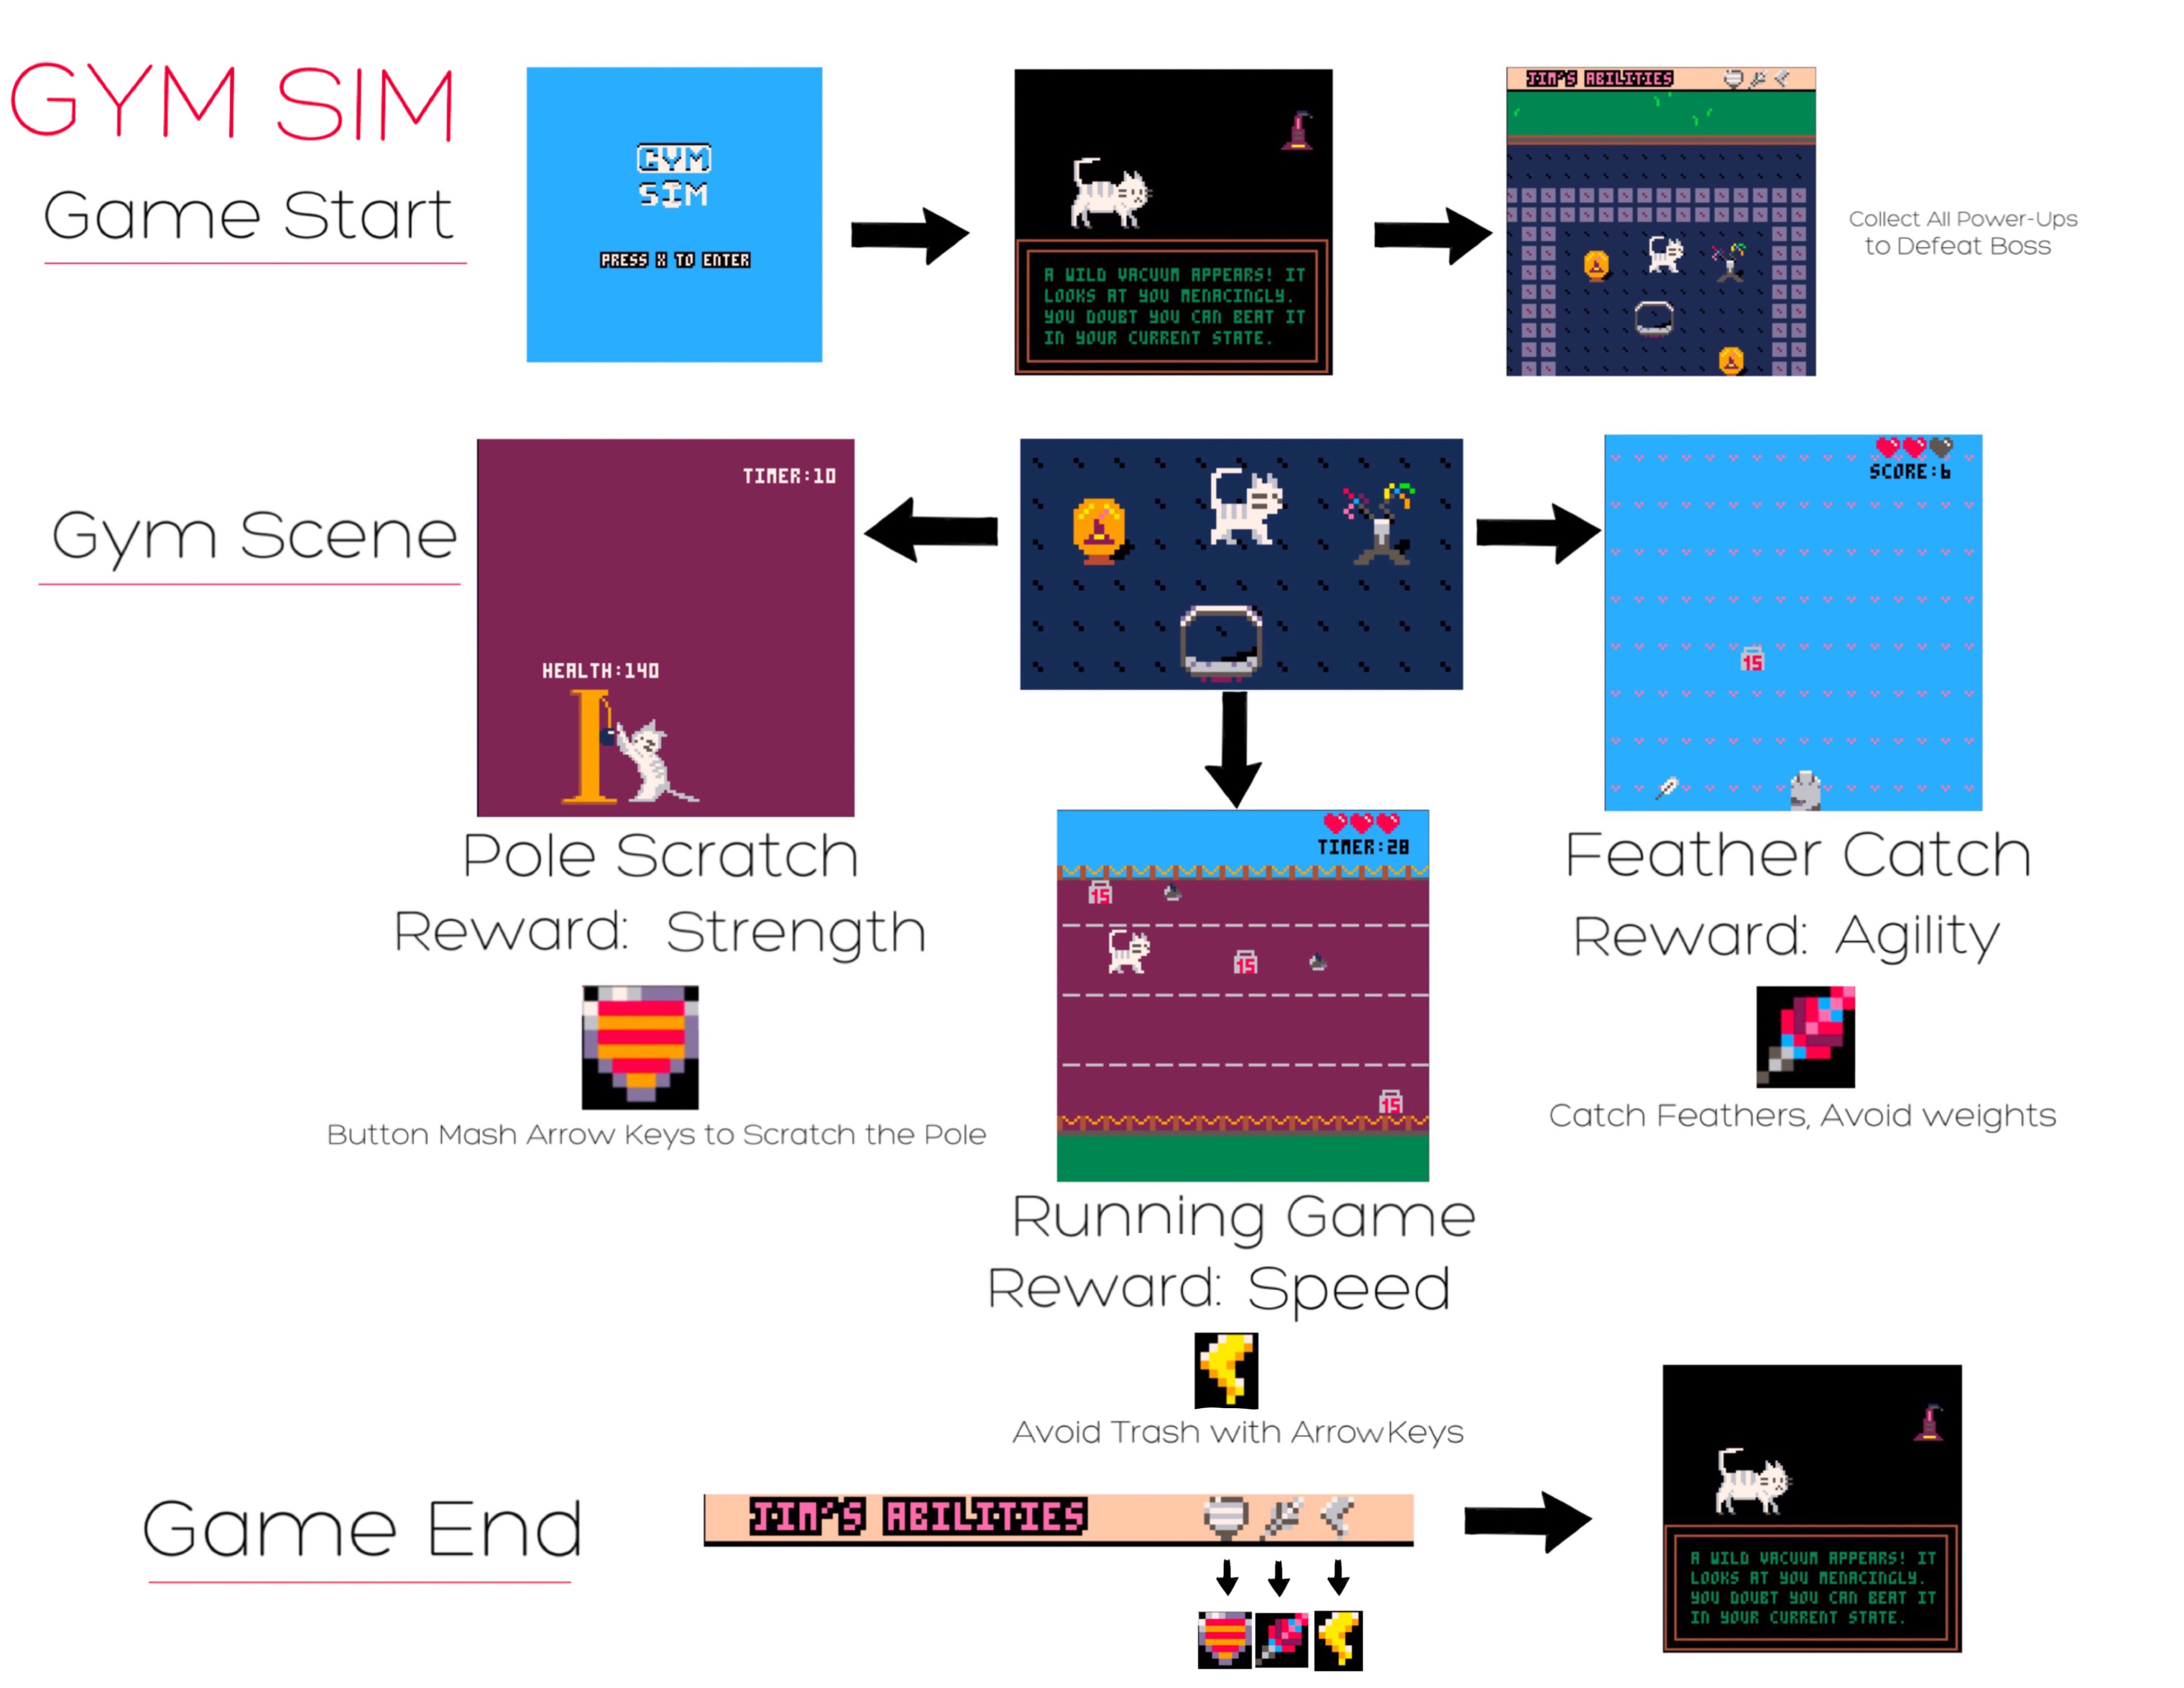 GYM SIM
Game Start
GYM
SIM
PRESS X TO ENTER
A WILD VACUUM APPEARS! IT
LOOKS AT YOU MENACINGLY.
YOU DOUBT YOU CAN BEAT IT
IN YOUR CURRENT STATE.
JIM'S ABILITIES
Collect All Power-Ups
to Defeat Boss
Gym Scene
TIMER:10
HEALTH:140
SCORE:6
15
Pole Scratch
Reward: Strength
Button Mash Arrow Keys to Scratch the Pole
TIMER:28
15
15
15
Running Game
Reward: Speed
Avoid Trash with Arrow Keys
Feather Catch
Reward: Agility
Catch Feathers, Avoid weights
Game End
JIM'S ABILITIES
A WILD VACUUM APPEARS! IT
LOOKS AT YOU MENACINGLY.
YOU DOUBT YOU CAN BEAT IT
IN YOUR CURRENT STATE.